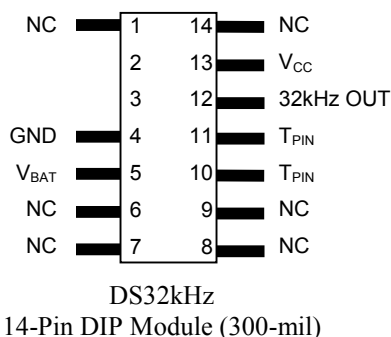 NC 1 14 NC
2 13 VCC
3 12 32kHz OUT
GND 4 11 TPIN
VBAT 5 10 TPIN
NC 6 9 NC
NC 7 8 NC
DS32kHz
14-Pin DIP Module (300-mil)